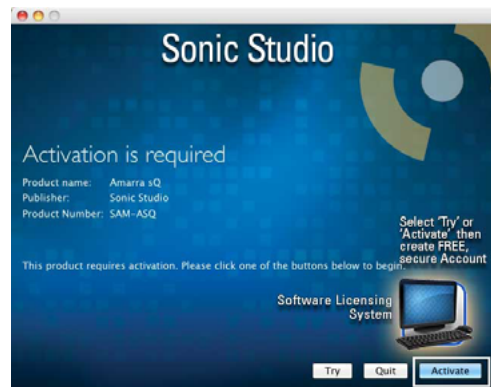 Sonic Studio
Activation is required
Product name: Amarra sQ
Publisher: Sonic Studio
Product Number: SAM-ASQ
Select 'Try' or
'Activate' then
create FREE,
secure Account
This product requires activation. Please click one of the buttons below to begin.
Software Licensing
System
Try Quit Activate